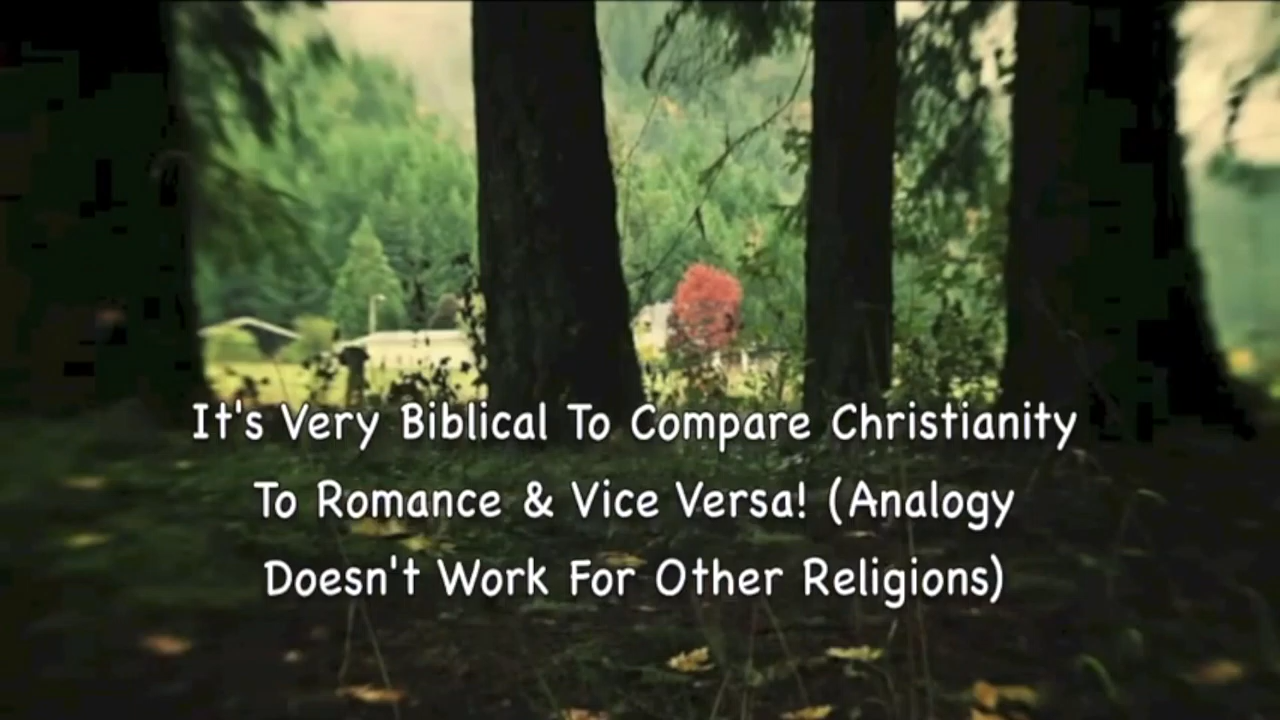 It's Very Biblical To Compare Christianity
To Romance & Vice Versa! (Analogy
Doesn't Work For Other Religions)